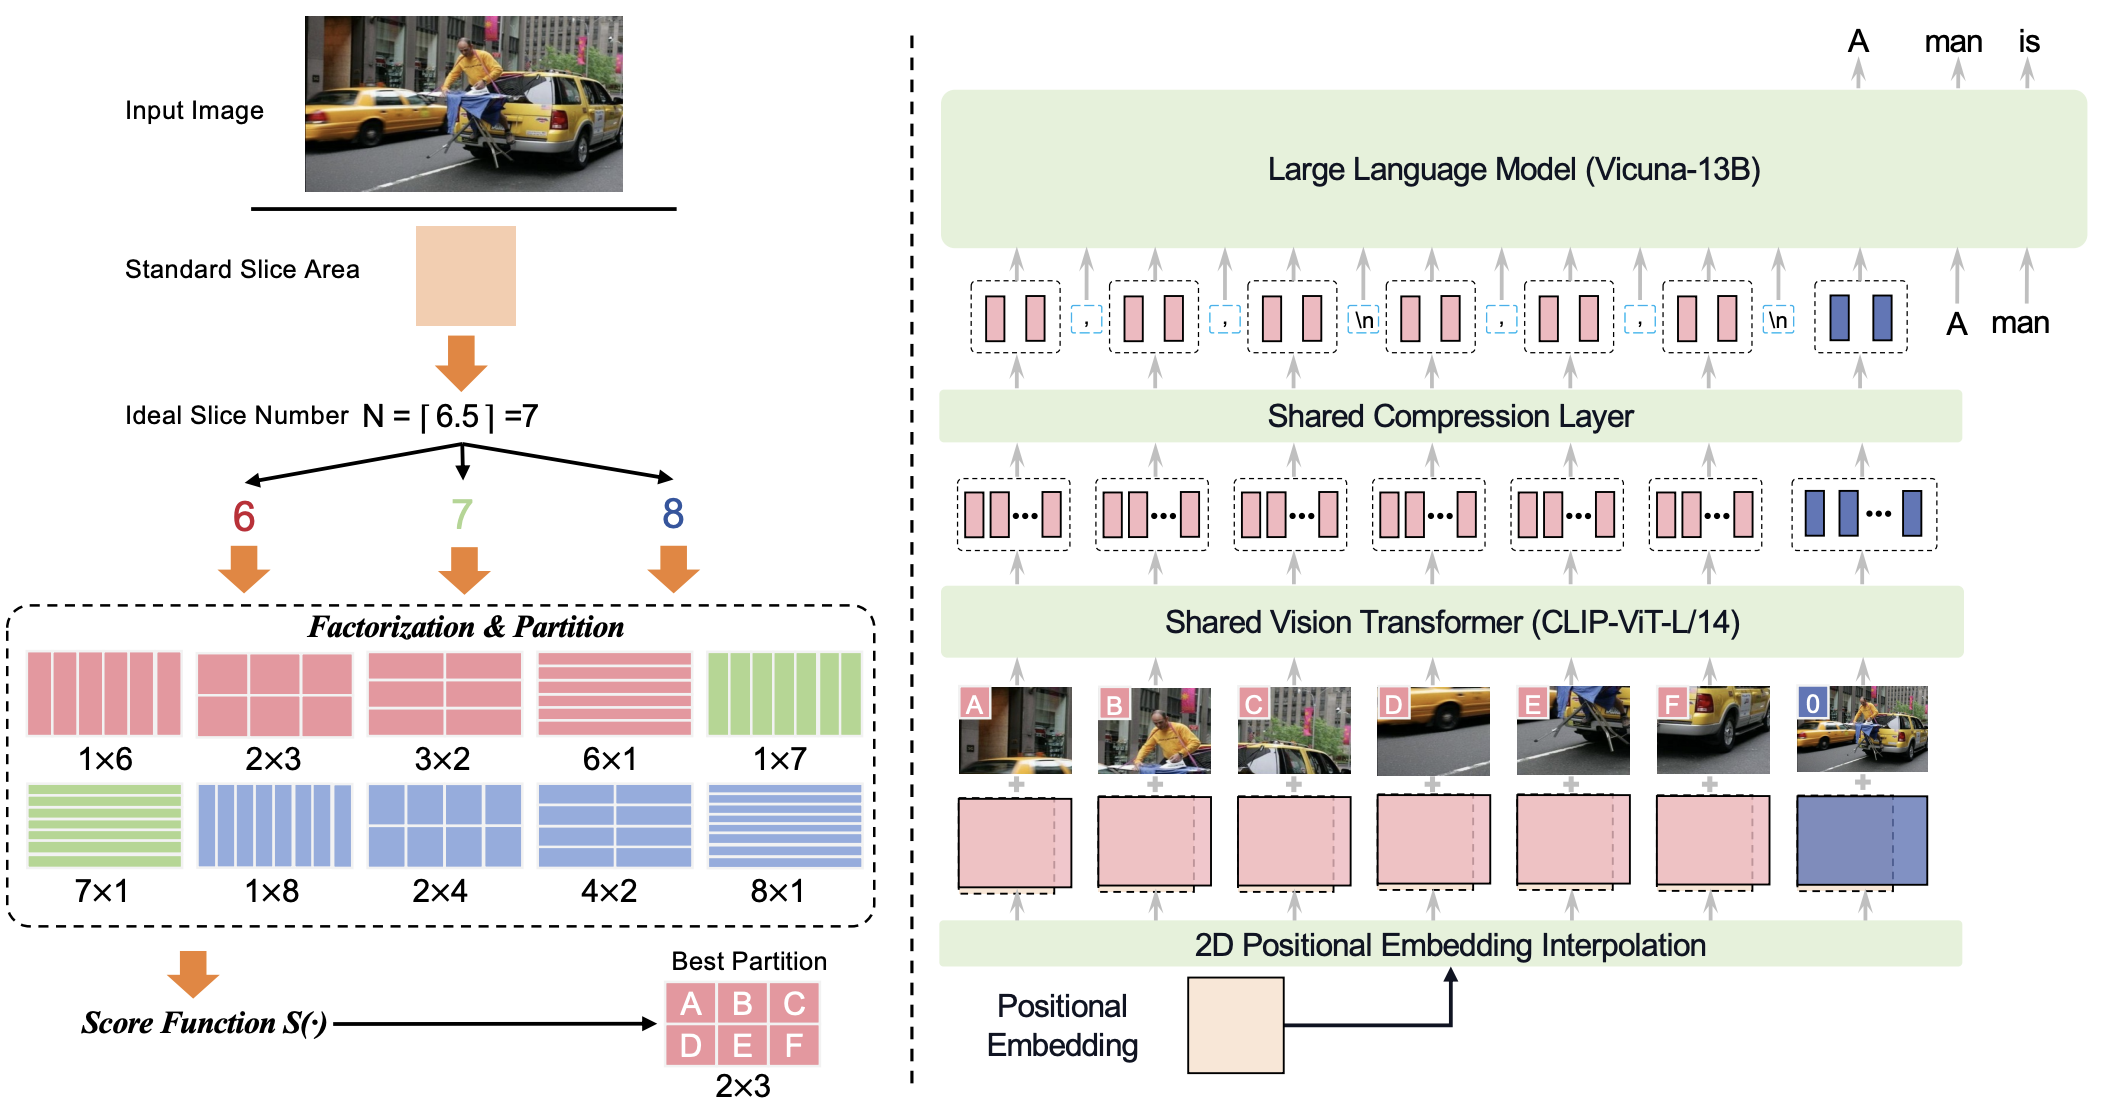 Input Image
Standard Slice Area
Ideal Slice Number N = ⌈ 6.5 ⌉ =7
6 7 8
Factorization & Partition
1×6 2×3 3×2 6×1 1×7
7×1 1×8 2×4 4×2 8×1
Score Function S(·)
Best Partition
A B C
D E F
2×3
A man is
Large Language Model (Vicuna-13B)
, , \n , , \n A man
Shared Compression Layer
Shared Vision Transformer (CLIP-ViT-L/14)
A B C D E F 0
2D Positional Embedding Interpolation
Positional
Embedding